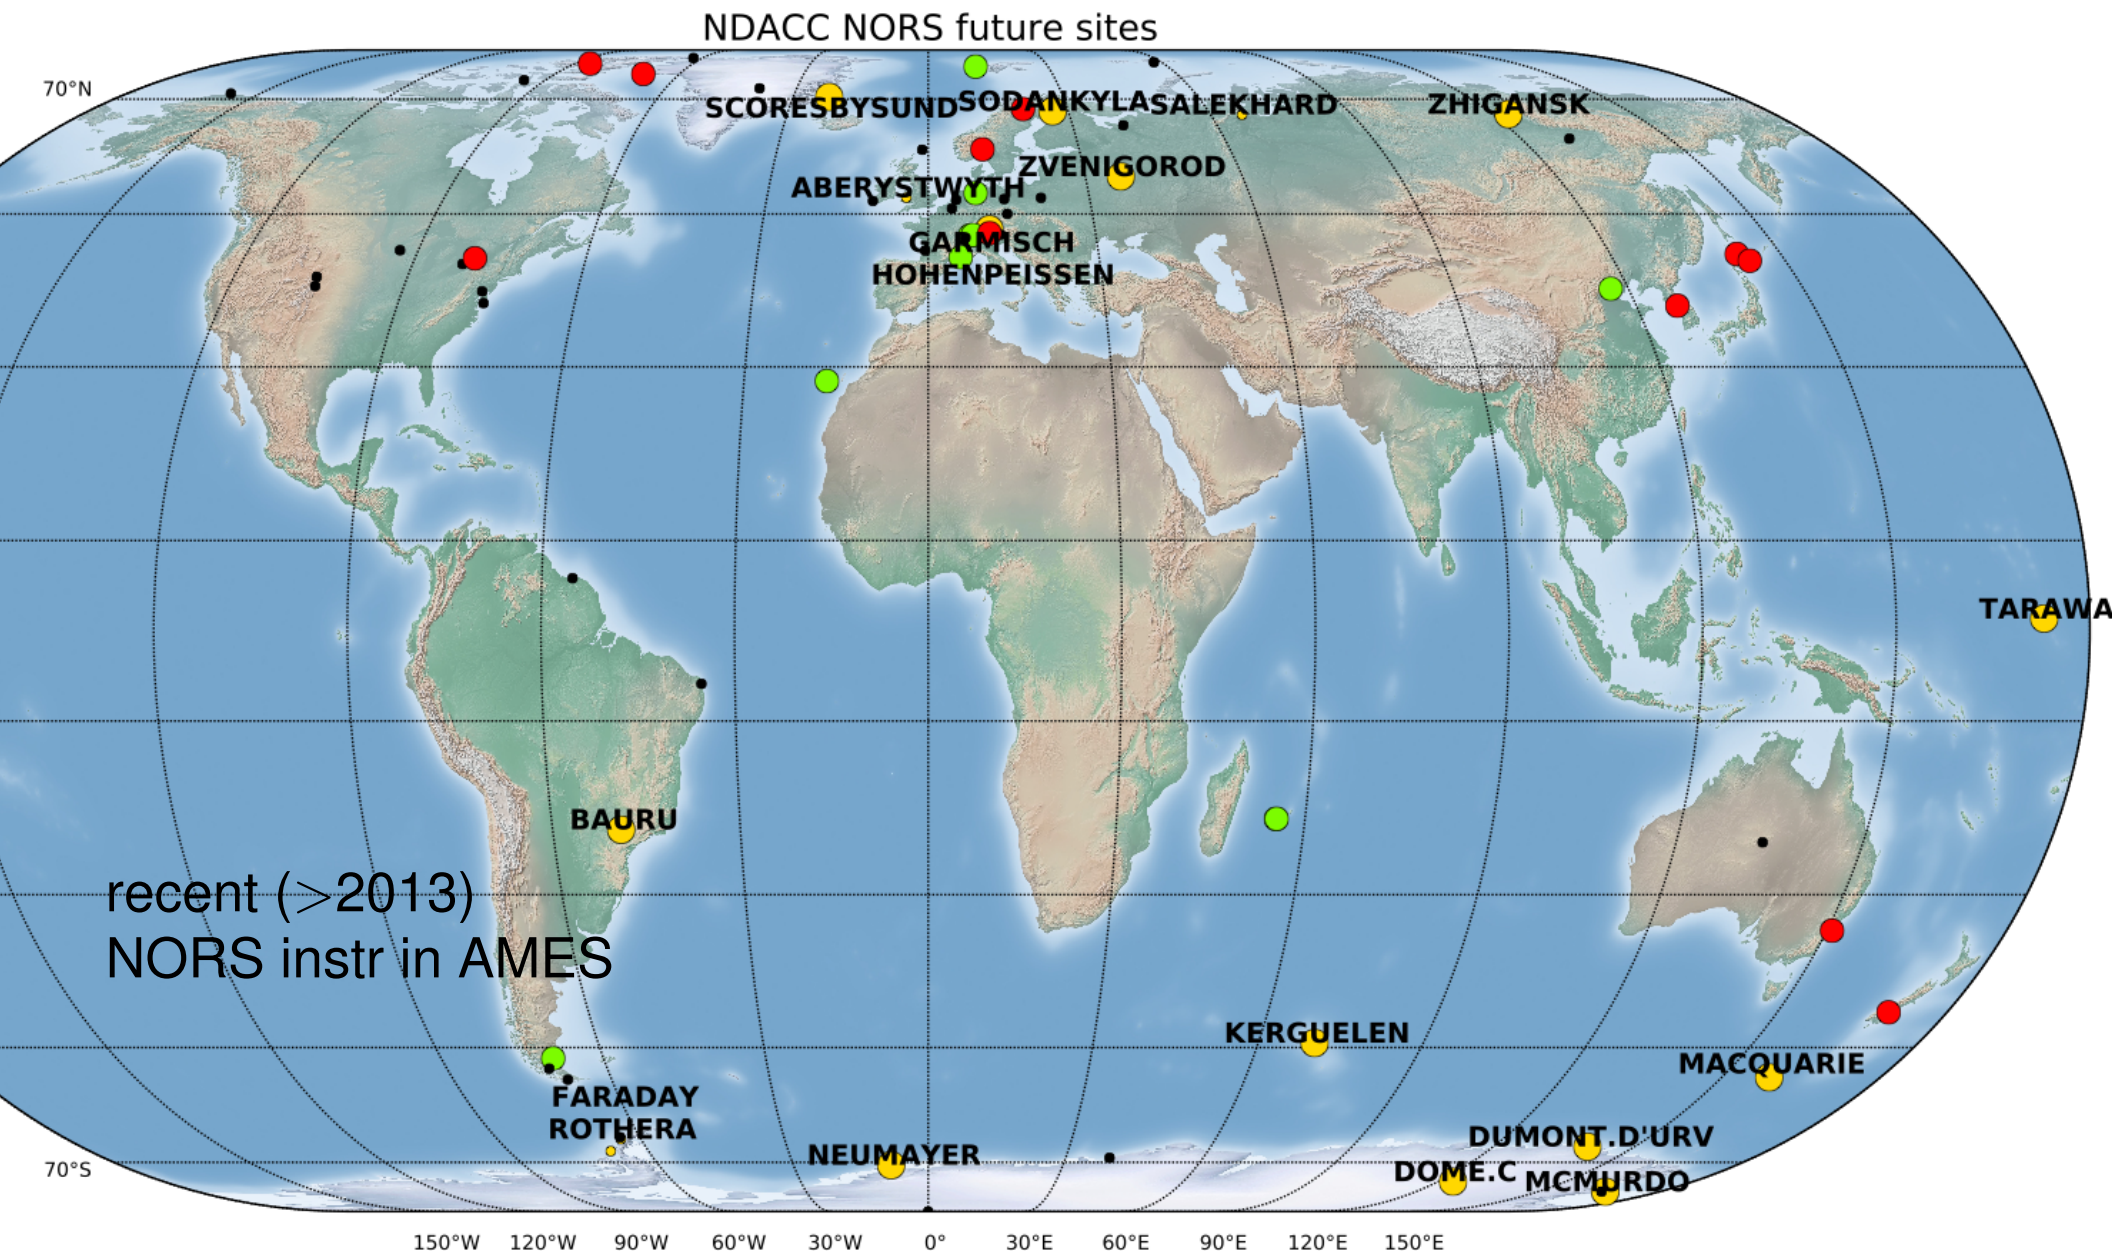 NDACC NORS future sites
70°N
SCORESBYSUND
SODANKYLA
SALEKHARD
ZHIGANSK
ZVENIGOROD
ABERYSTWYTH
GARMISCH
HOHENPEISSEN
TARAWA
BAURU
recent (>2013)
NORS instr in AMES
KERGUELEN
MACQUARIE
FARADAY
ROTHERA
DUMONT.D'URV
NEUMAYER
70°S
DOME.C
MCMURDO
150°W 120°W 90°W 60°W 30°W 0° 30°E 60°E 90°E 120°E 150°E